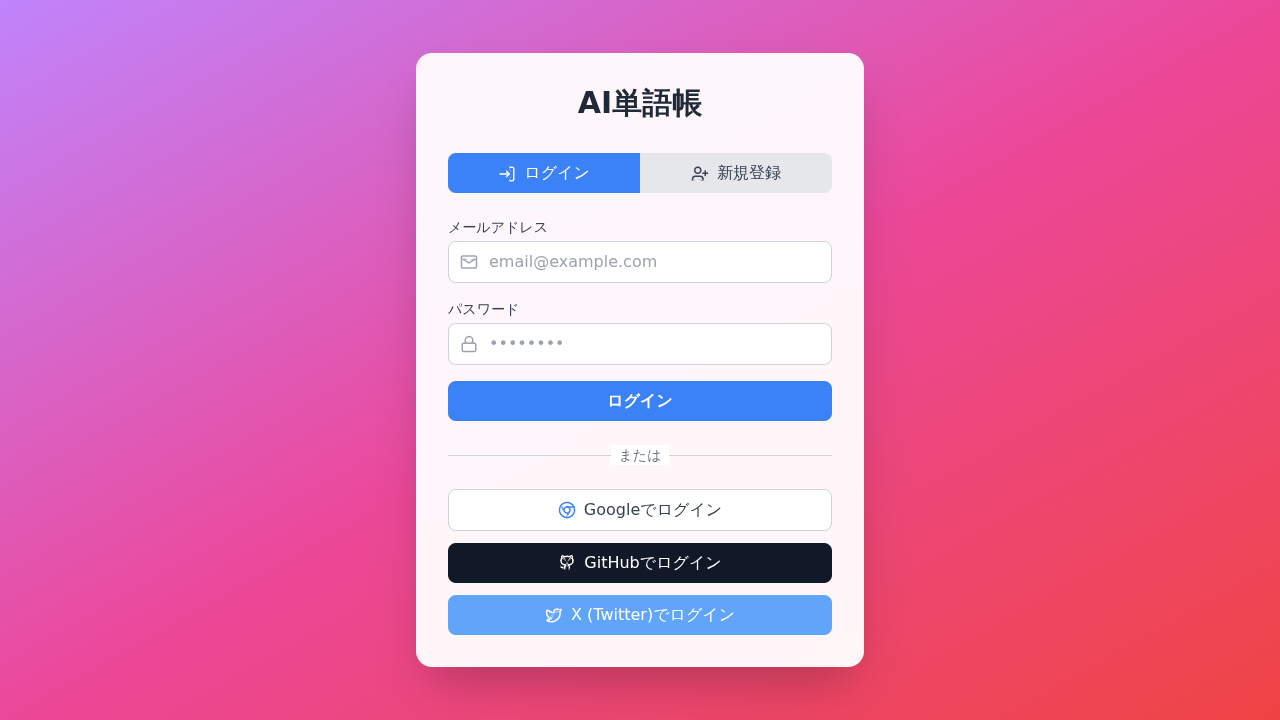 AI単語帳
ログイン
新規登録
メールアドレス
email@example.com
パスワード
••••••••
ログイン
または
Googleでログイン
GitHubでログイン
X (Twitter)でログイン